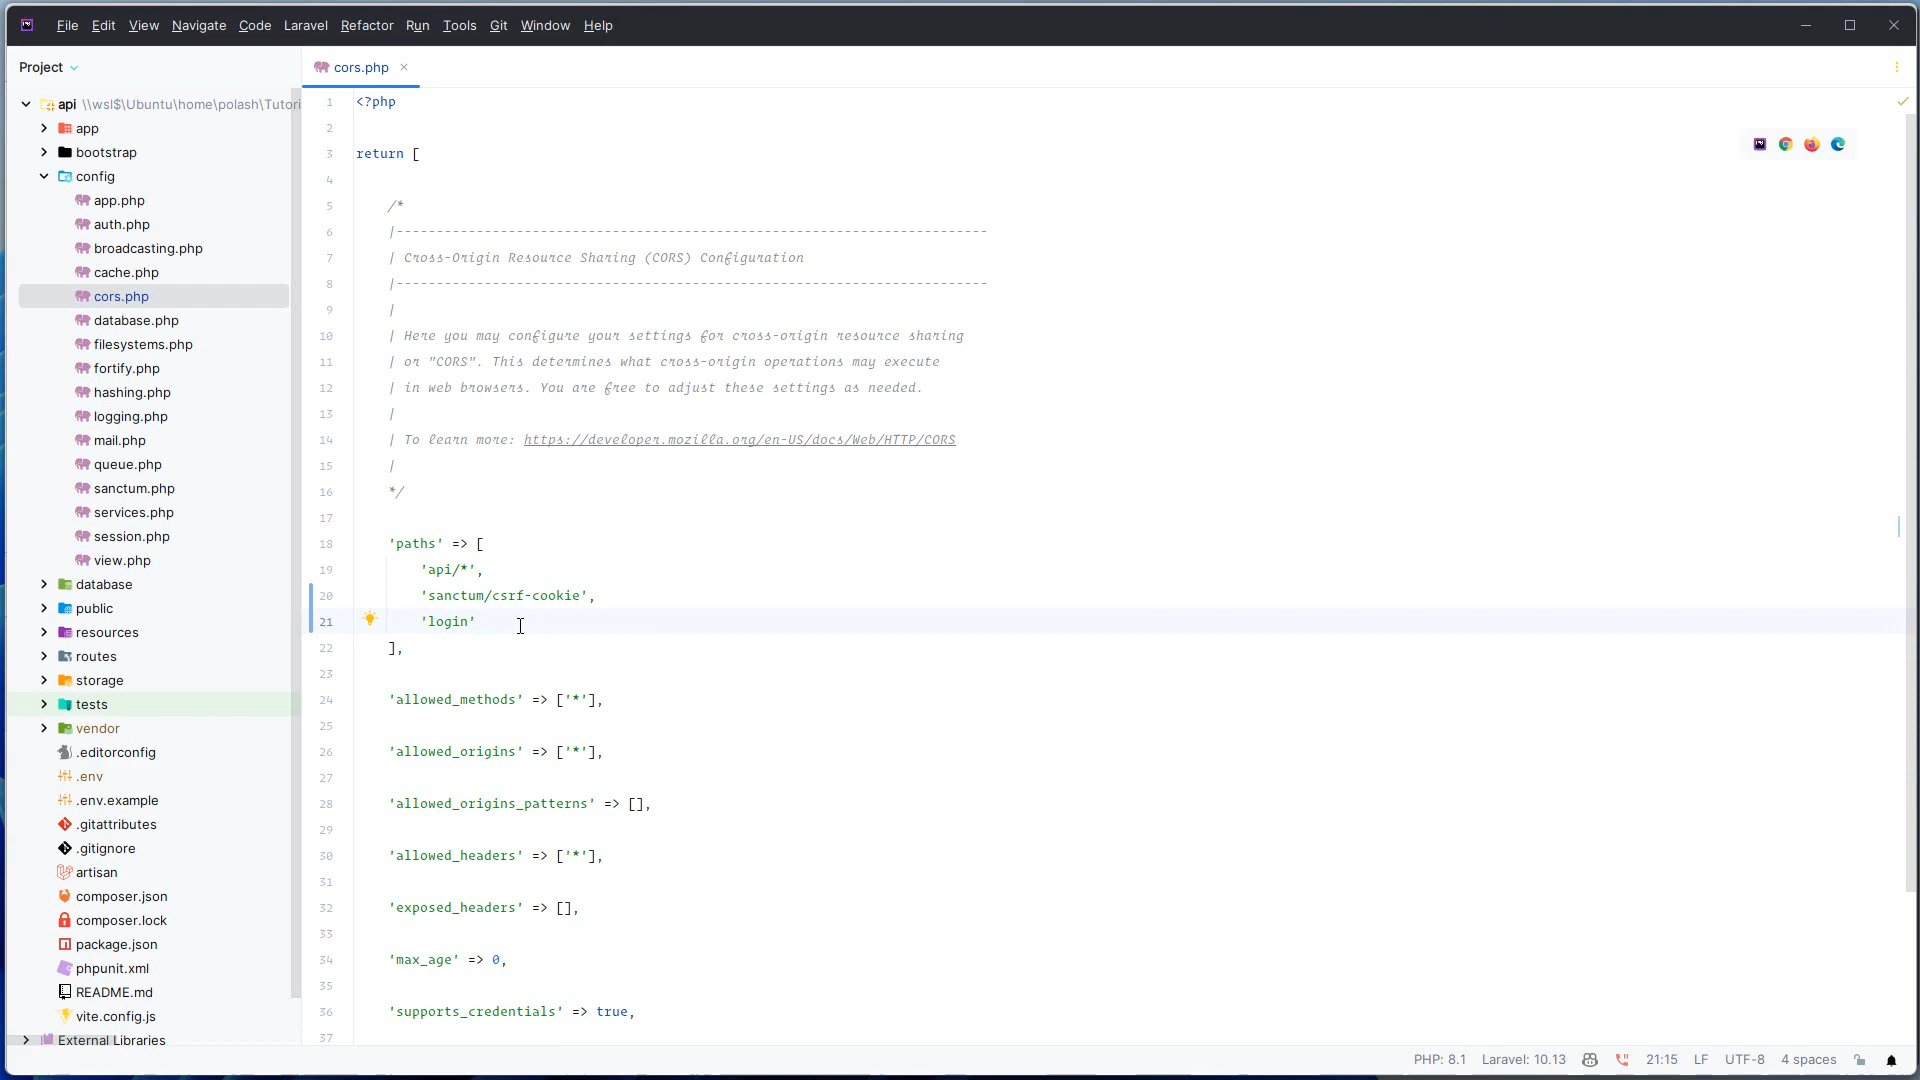 File Edit View Navigate Code Laravel Refactor Run Tools Git Window Help
Project
cors.php
api \\wsl$\Ubuntu\home\polash\Tutori
app
bootstrap
config
app.php
auth.php
broadcasting.php
cache.php
cors.php
database.php
filesystems.php
fortify.php
hashing.php
logging.php
mail.php
queue.php
sanctum.php
services.php
session.php
view.php
database
public
resources
routes
storage
tests
vendor
.editorconfig
.env
.env.example
.gitattributes
.gitignore
artisan
composer.json
composer.lock
package.json
phpunit.xml
README.md
vite.config.js
External Libraries
1 <?php
2
3 return [
4
5 /*
6 |--------------------------------------------------------------------------
7 | Cross-Origin Resource Sharing (CORS) Configuration
8 |--------------------------------------------------------------------------
9 |
10 | Here you may configure your settings for cross-origin resource sharing
11 | or "CORS". This determines what cross-origin operations may execute
12 | in web browsers. You are free to adjust these settings as needed.
13 |
14 | To learn more: https://developer.mozilla.org/en-US/docs/Web/HTTP/CORS
15 |
16 */
17
18 'paths' => [
19 'api/*',
20 'sanctum/csrf-cookie',
21 'login'
22 ],
23
24 'allowed_methods' => ['*'],
25
26 'allowed_origins' => ['*'],
27
28 'allowed_origins_patterns' => [],
29
30 'allowed_headers' => ['*'],
31
32 'exposed_headers' => [],
33
34 'max_age' => 0,
35
36 'supports_credentials' => true,
37
PHP: 8.1 Laravel: 10.13 21:15 LF UTF-8 4 spaces